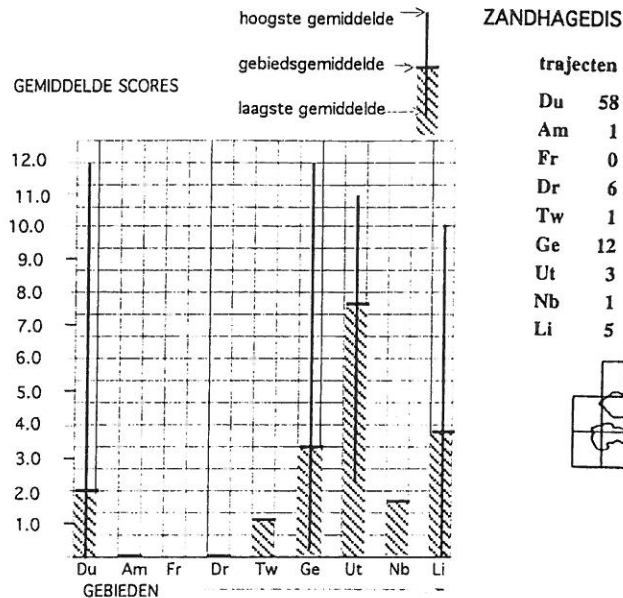 hoogste gemiddelde
gebiedsgemiddelde
laagste gemiddelde
GEMIDDELDE SCORES
12.0
11.0
10.0
9.0
8.0
7.0
6.0
5.0
4.0
3.0
2.0
1.0
Du Am Fr Dr Tw Ge Ut Nb Li
GEBIEDEN
ZANDHAGEDIS
trajecten
Du 58
Am 1
Fr 0
Dr 6
Tw 1
Ge 12
Ut 3
Nb 1
Li 5